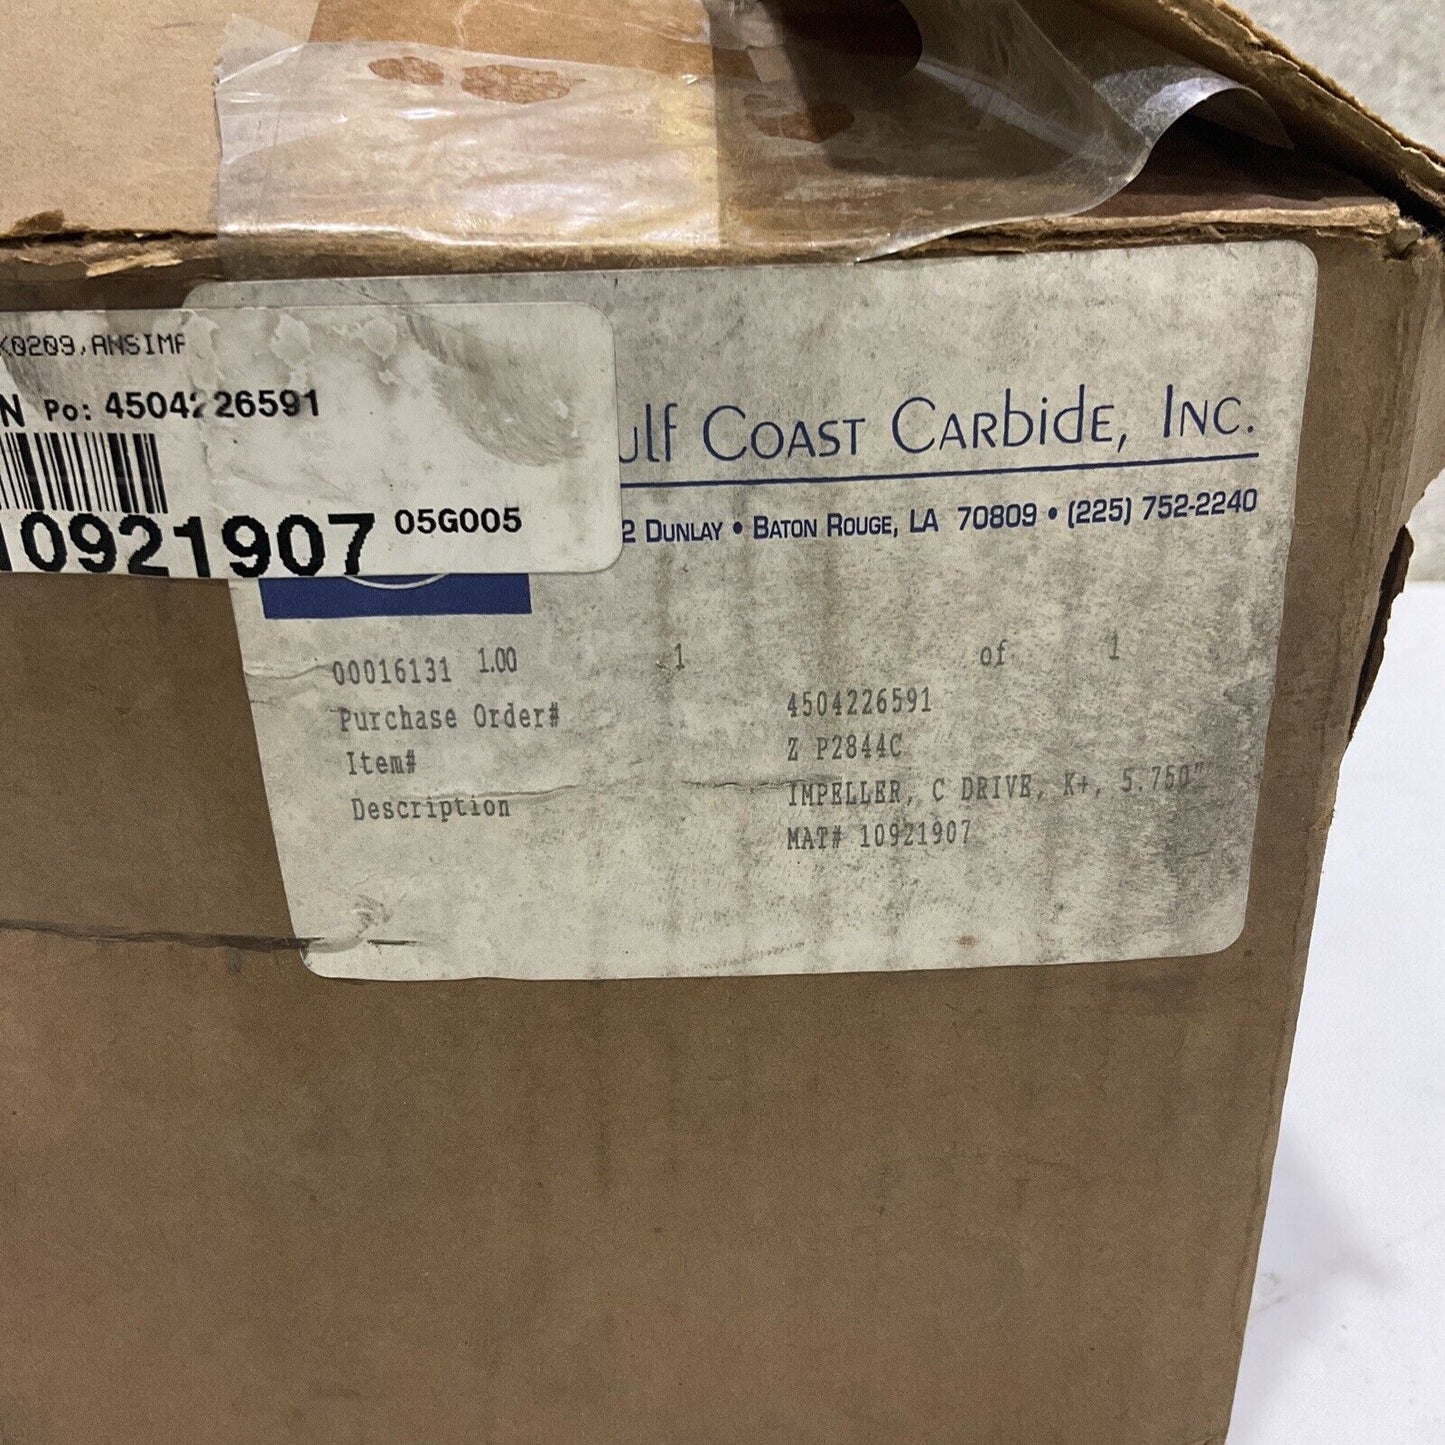 K0209,ANSIMP
N Po: 4504226591
10921907 05G005
ulf Coast Carbide, Inc.
2 Dunlay • Baton Rouge, LA 70809 • (225) 752-2240
00016131 1.00 1 of 1
Purchase Order# 4504226591
Item# Z P2844C
Description IMPELLER, C DRIVE, K+, 5.750"
MAT# 10921907